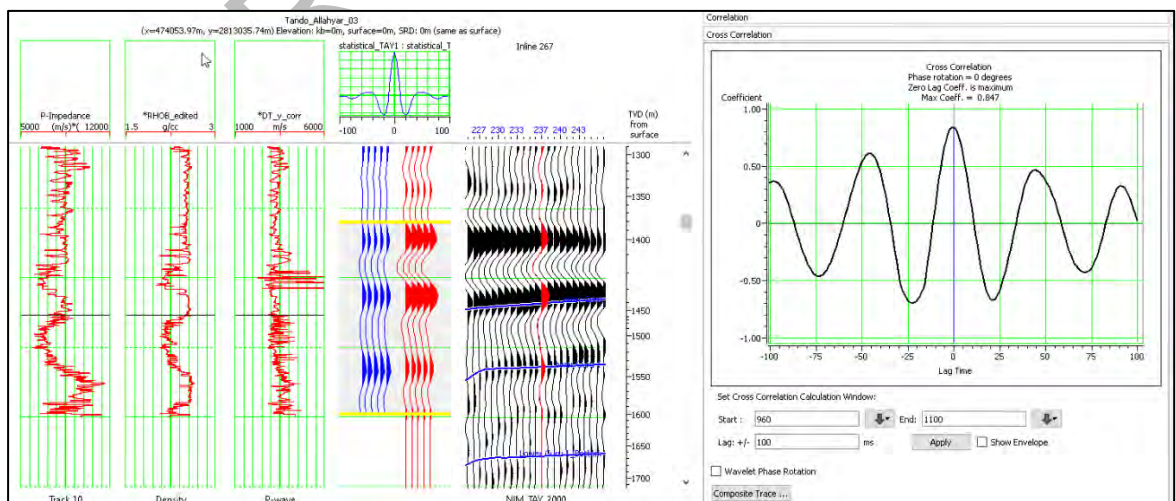 Tando_Allahyar_03
(x=474053.97m, y=2813035.74m) Elevation: kb=0m, surface=0m, SRD: 0m (same as surface)
statistical_TAY1 : statistical_T
Inline 267
P-Impedance
5000 (m/s)*( 12000
*RHOB_edited
g/cc
1.5 3
*DT_y_corr
1000 m/s 6000
-100 0 100
227 230 233 237 240 243
TVD (m)
from
surface
1300
1350
1400
1450
1500
1550
1600
1650
1700
Track 10
Density
P-wave
NIM_TAY_2000
Correlation
Cross Correlation
Cross Correlation
Phase rotation = 0 degrees
Zero Lag Coeff. is maximum
Max Coeff. = 0.847
Coefficient
1.00
0.50
0
-0.50
-1.00
-100 -75 -50 -25 0 25 50 75 100
Lag Time
Set Cross Correlation Calculation Window:
Start : 960 End: 1100
Lag: +/- 100 ms Apply Show Envelope
Wavelet Phase Rotation
Composite Trace ...